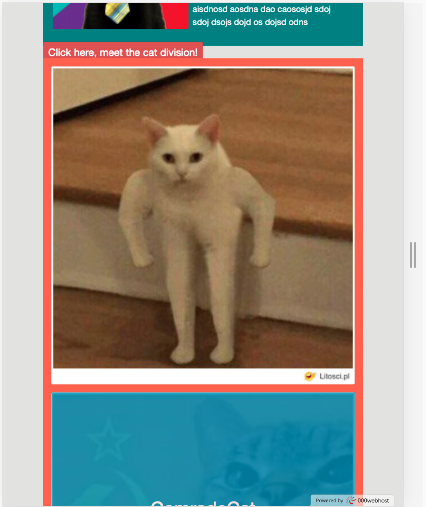 aisdnosd aosdna dao caososjd sdoj
sdoj dsojs dojd os dojsd odns
Click here, meet the cat division!
Litosci.pl
ComradeCat
Powered by 000webhost